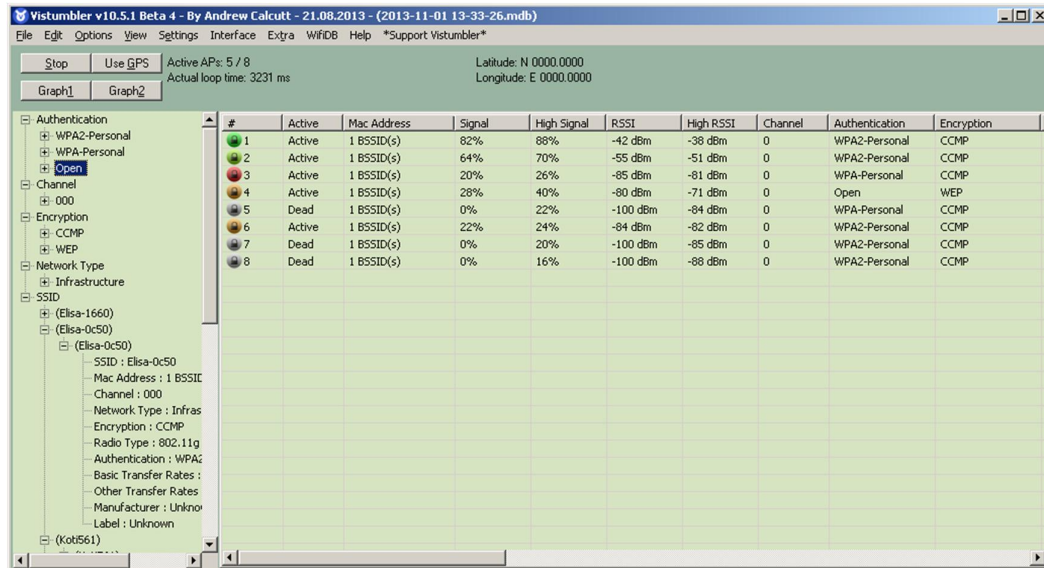 Vistumbler v10.5.1 Beta 4 - By Andrew Calcutt - 21.08.2013 - (2013-11-01 13-33-26.mdb)
File Edit Options View Settings Interface Extra WifiDB Help *Support Vistumbler*
Stop Use GPS Active APs: 5 / 8 Latitude: N 0000.0000
Actual loop time: 3231 ms Longitude: E 0000.0000
Graph1 Graph2
Authentication
WPA2-Personal
WPA-Personal
Open
Channel
000
Encryption
CCMP
WEP
Network Type
Infrastructure
SSID
(Elisa-1660)
(Elisa-0c50)
(Elisa-0c50)
SSID : Elisa-0c50
Mac Address : 1 BSSID
Channel : 000
Network Type : Infras
Encryption : CCMP
Radio Type : 802.11g
Authentication : WPA2
Basic Transfer Rates :
Other Transfer Rates
Manufacturer : Unkno
Label : Unknown
(Koti561)
# Active Mac Address Signal High Signal RSSI High RSSI Channel Authentication Encryption
1 Active 1 BSSID(s) 82% 88% -42 dBm -38 dBm 0 WPA2-Personal CCMP
2 Active 1 BSSID(s) 64% 70% -55 dBm -51 dBm 0 WPA2-Personal CCMP
3 Active 1 BSSID(s) 20% 26% -85 dBm -81 dBm 0 WPA-Personal CCMP
4 Active 1 BSSID(s) 28% 40% -80 dBm -71 dBm 0 Open WEP
5 Dead 1 BSSID(s) 0% 22% -100 dBm -84 dBm 0 WPA-Personal CCMP
6 Active 1 BSSID(s) 22% 24% -84 dBm -82 dBm 0 WPA2-Personal CCMP
7 Dead 1 BSSID(s) 0% 20% -100 dBm -85 dBm 0 WPA2-Personal CCMP
8 Dead 1 BSSID(s) 0% 16% -100 dBm -88 dBm 0 WPA2-Personal CCMP